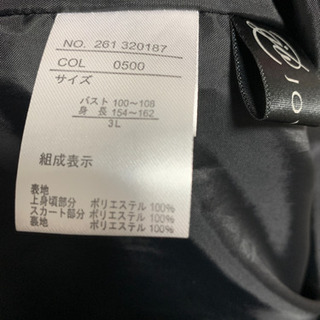 NO. 261 320187
COL 0500
サイズ
バスト 100～108
身長 154～162
3L
組成表示
表地
上身頃部分 ポリエステル 100%
スカート部分 ポリエステル 100%
裏地 ポリエステル 100%